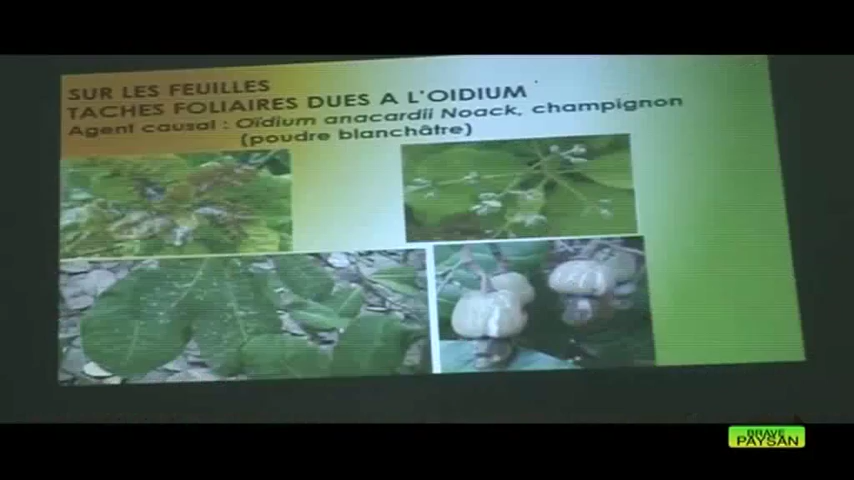 SUR LES FEUILLES
TACHES FOLIAIRES DUES A L'OIDIUM
Agent causal : Oïdium anacardii Noack, champignon
(poudre blanchâtre)
BRAVE
PAYSAN